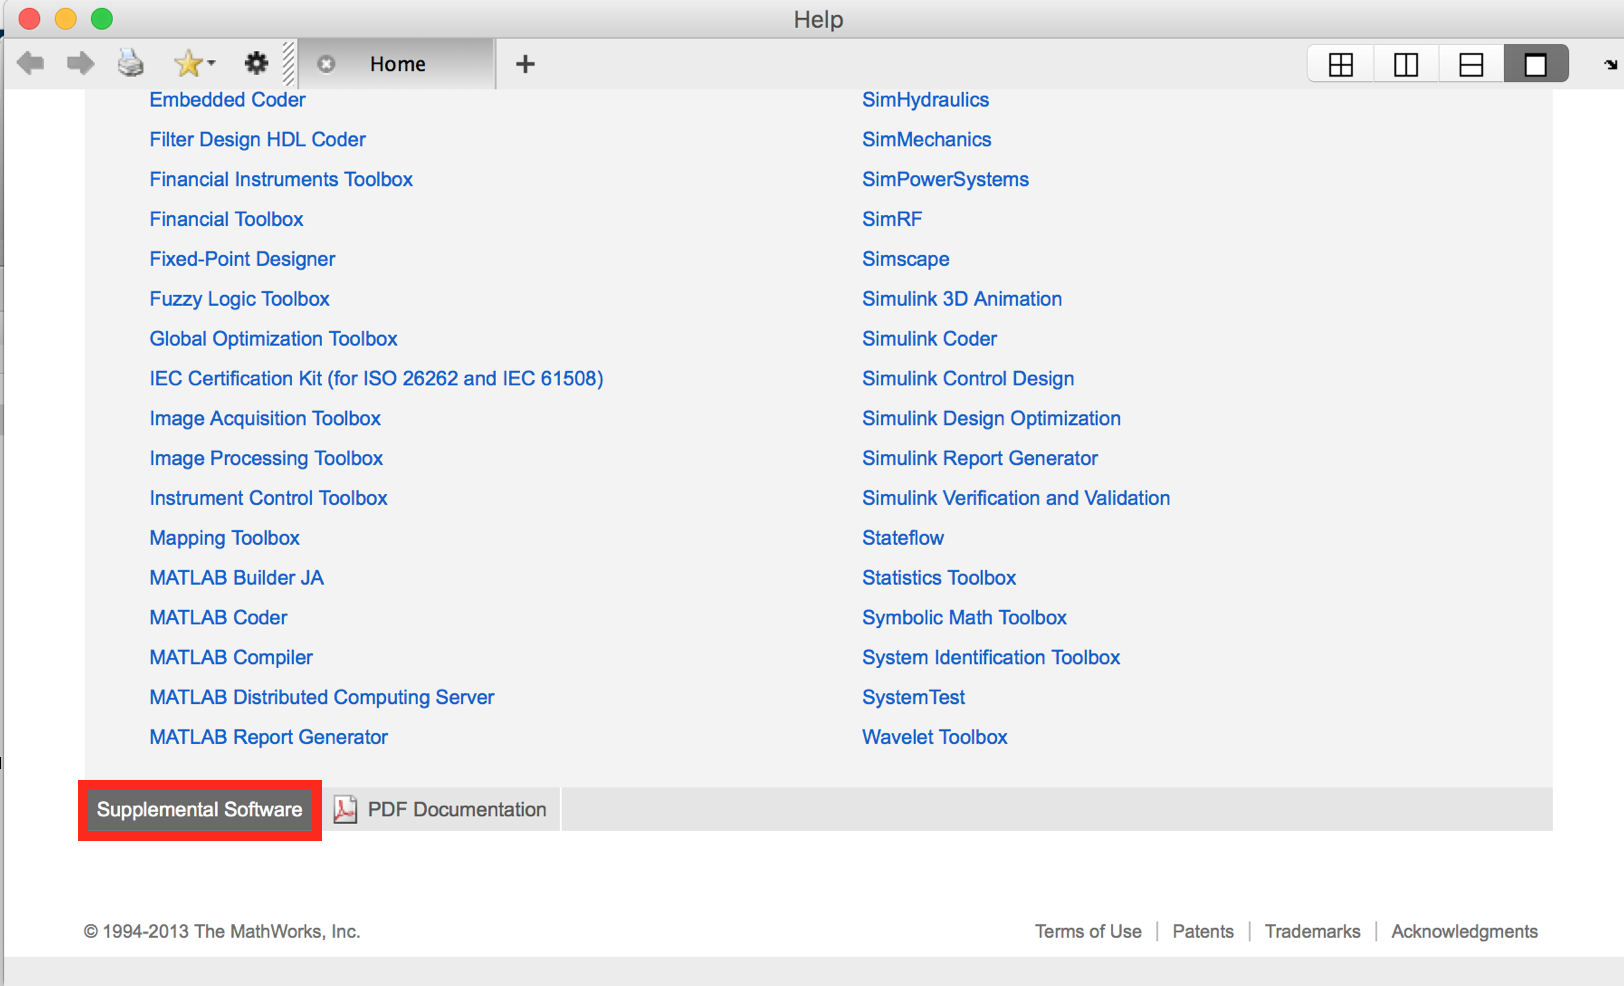 Help
Home
Embedded Coder
Filter Design HDL Coder
Financial Instruments Toolbox
Financial Toolbox
Fixed-Point Designer
Fuzzy Logic Toolbox
Global Optimization Toolbox
IEC Certification Kit (for ISO 26262 and IEC 61508)
Image Acquisition Toolbox
Image Processing Toolbox
Instrument Control Toolbox
Mapping Toolbox
MATLAB Builder JA
MATLAB Coder
MATLAB Compiler
MATLAB Distributed Computing Server
MATLAB Report Generator
SimHydraulics
SimMechanics
SimPowerSystems
SimRF
Simscape
Simulink 3D Animation
Simulink Coder
Simulink Control Design
Simulink Design Optimization
Simulink Report Generator
Simulink Verification and Validation
Stateflow
Statistics Toolbox
Symbolic Math Toolbox
System Identification Toolbox
SystemTest
Wavelet Toolbox
Supplemental Software
PDF Documentation
© 1994-2013 The MathWorks, Inc.
Terms of Use | Patents | Trademarks | Acknowledgments